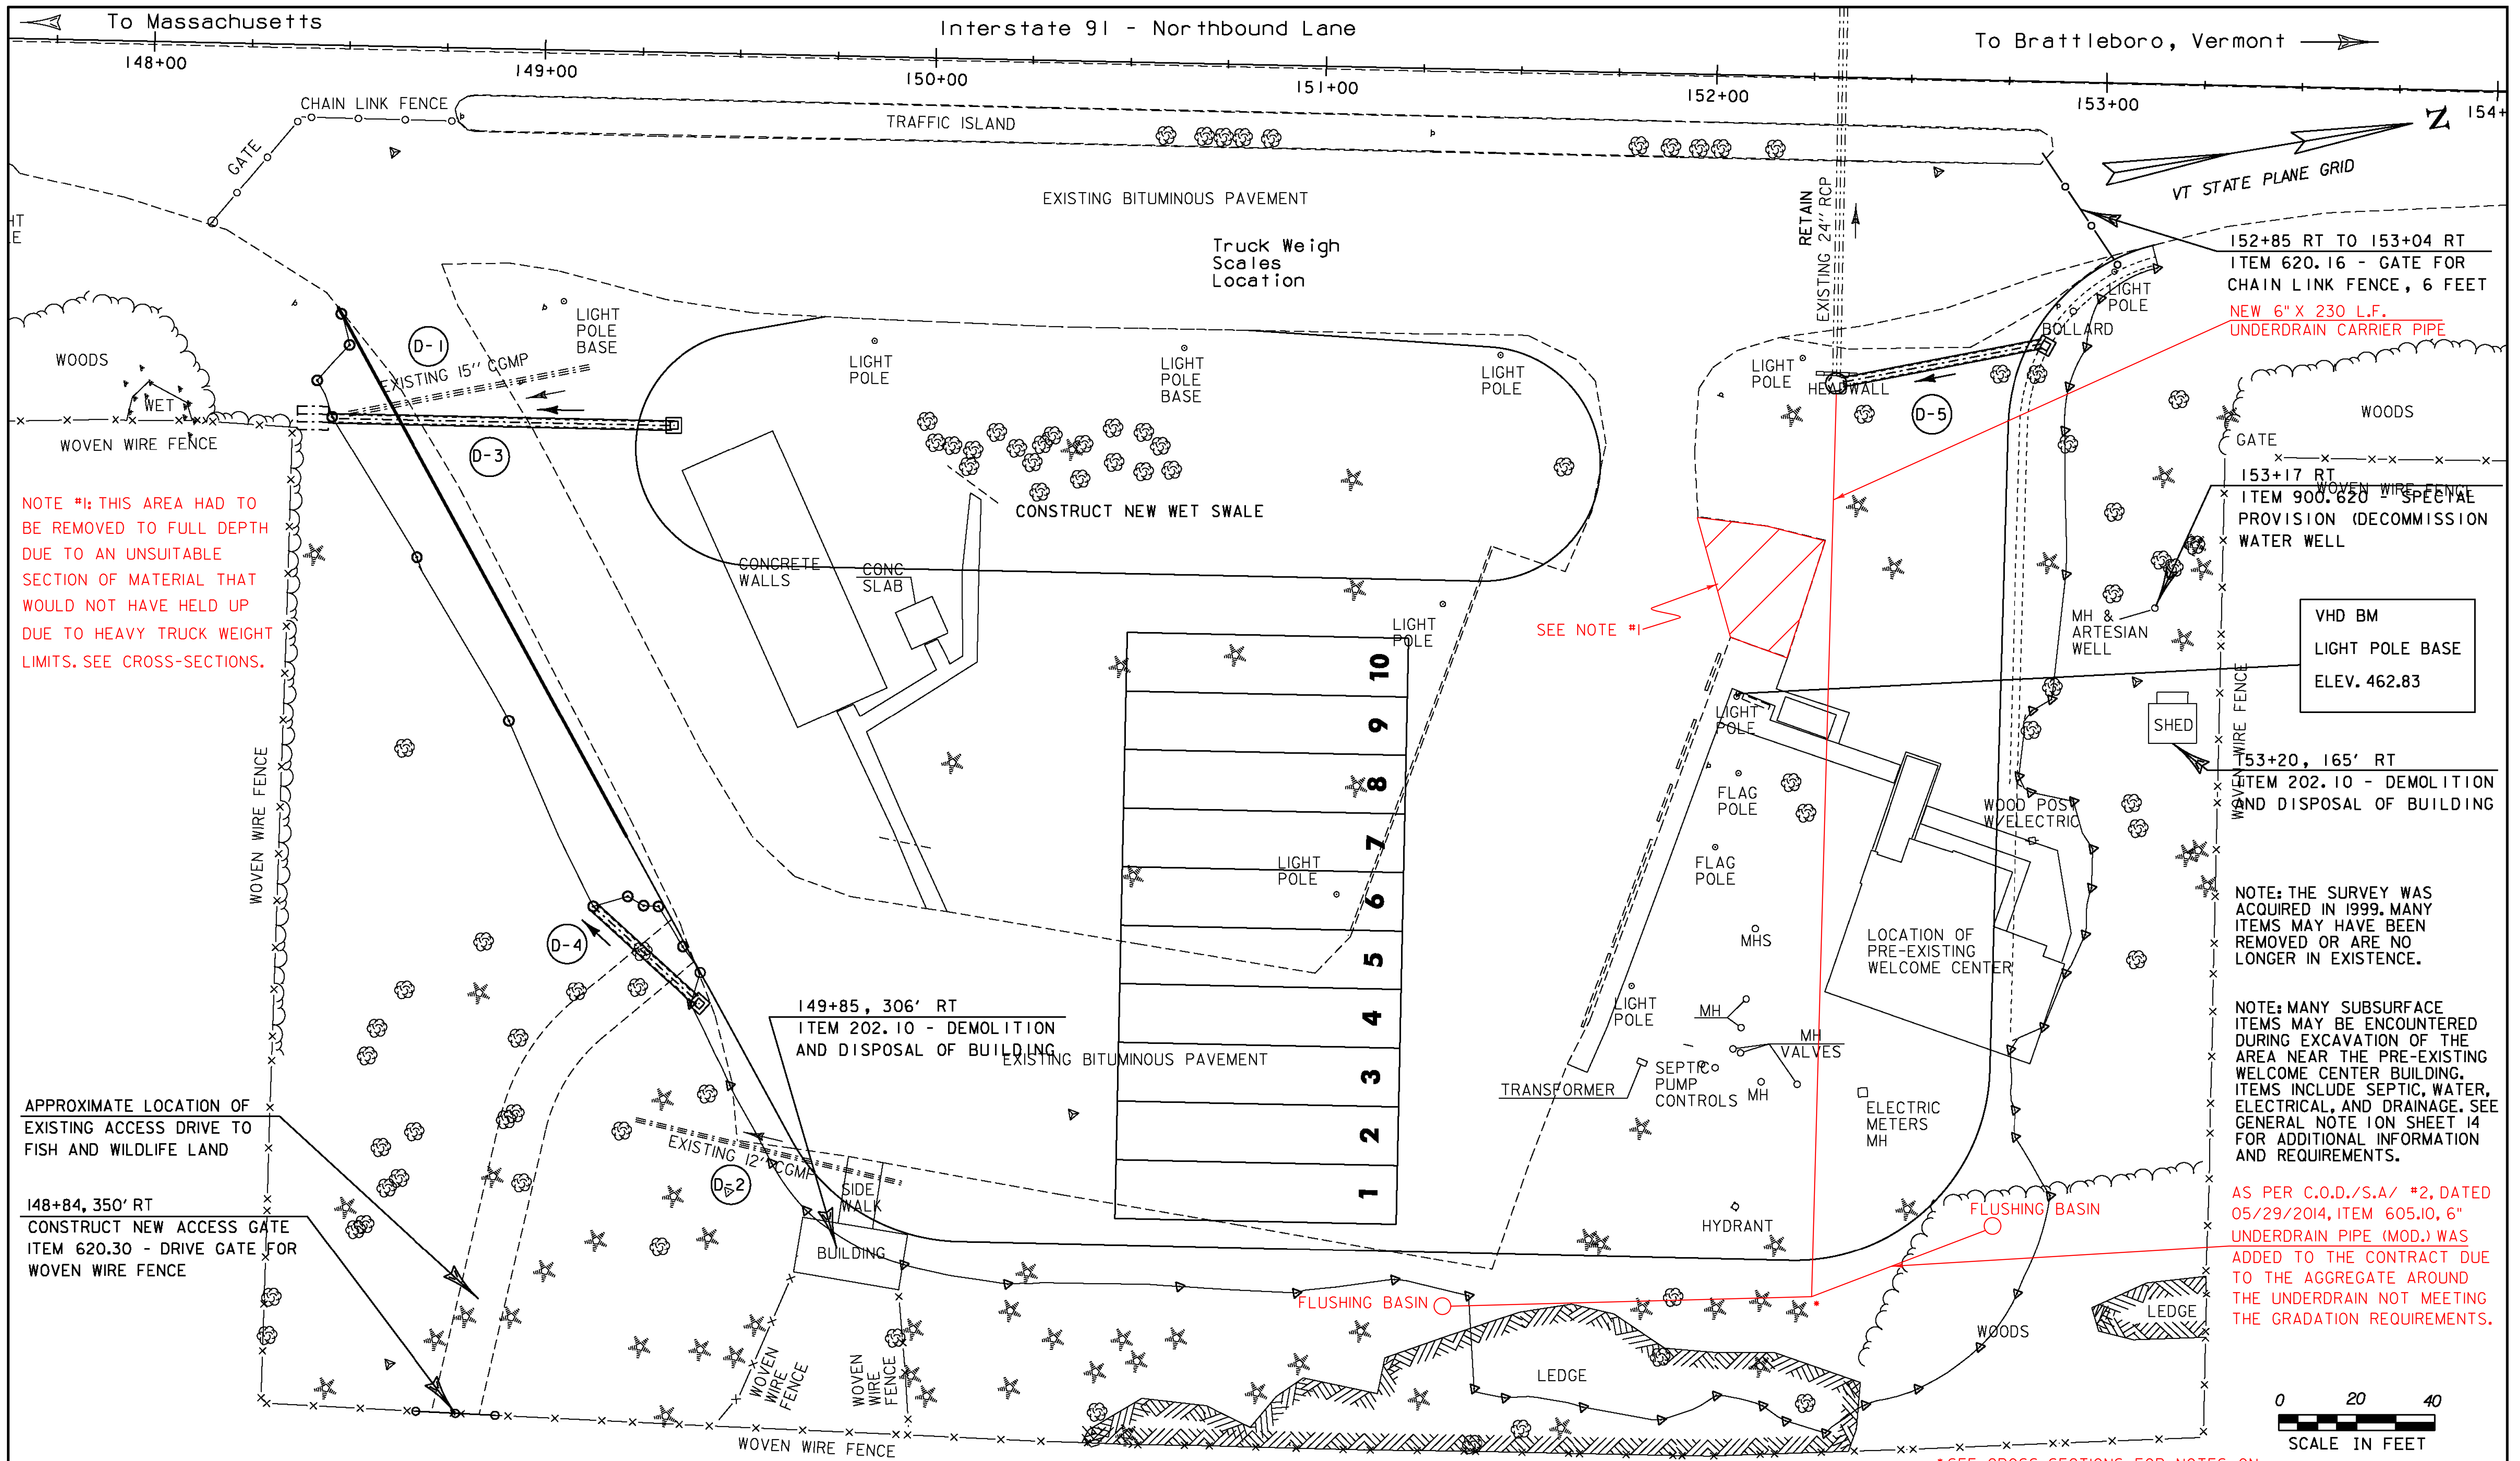 To Massachusetts
Interstate 91 - Northbound Lane
To Brattleboro, Vermont
148+00
149+00
150+00
151+00
152+00
153+00
154+
Z
VT STATE PLANE GRID
CHAIN LINK FENCE
GATE
TRAFFIC ISLAND
EXISTING BITUMINOUS PAVEMENT
Truck Weigh
Scales
Location
RETAIN
EXISTING 24" RCP
152+85 RT TO 153+04 RT
ITEM 620.16 - GATE FOR
CHAIN LINK FENCE, 6 FEET
NEW 6" X 230 L.F.
UNDERDRAIN CARRIER PIPE
HT
LE
WOODS
WET
WOVEN WIRE FENCE
D-1
EXISTING 15" CGMP
LIGHT
POLE
BASE
D-3
LIGHT
POLE
LIGHT
POLE
BASE
LIGHT
POLE
LIGHT
POLE
HEADWALL
D-5
BOLLARD
LIGHT
POLE
WOODS
GATE
WOVEN WIRE FENCE
153+17 RT
ITEM 900.620 - SPECIAL
PROVISION (DECOMMISSION
WATER WELL
NOTE #1: THIS AREA HAD TO
BE REMOVED TO FULL DEPTH
DUE TO AN UNSUITABLE
SECTION OF MATERIAL THAT
WOULD NOT HAVE HELD UP
DUE TO HEAVY TRUCK WEIGHT
LIMITS. SEE CROSS-SECTIONS.
CONSTRUCT NEW WET SWALE
CONCRETE
WALLS
CONC
SLAB
SEE NOTE #1
LIGHT
POLE
MH &
ARTESIAN
WELL
VHD BM
LIGHT POLE BASE
ELEV. 462.83
SHED
WOVEN WIRE FENCE
153+20, 165' RT
ITEM 202.10 - DEMOLITION
AND DISPOSAL OF BUILDING
WOVEN WIRE FENCE
10
9
8
7
6
5
4
3
2
1
LIGHT
POLE
LIGHT
POLE
FLAG
POLE
FLAG
POLE
WOOD POST
W/ELECTRIC
MHS
LOCATION OF
PRE-EXISTING
WELCOME CENTER
NOTE: THE SURVEY WAS
ACQUIRED IN 1999. MANY
ITEMS MAY HAVE BEEN
REMOVED OR ARE NO
LONGER IN EXISTENCE.
D-4
149+85, 306' RT
ITEM 202.10 - DEMOLITION
AND DISPOSAL OF BUILDING
EXISTING BITUMINOUS PAVEMENT
LIGHT
POLE
MH
MH
VALVES
TRANSFORMER
SEPTIC
PUMP
CONTROLS
MH
ELECTRIC
METERS
MH
NOTE: MANY SUBSURFACE
ITEMS MAY BE ENCOUNTERED
DURING EXCAVATION OF THE
AREA NEAR THE PRE-EXISTING
WELCOME CENTER BUILDING.
ITEMS INCLUDE SEPTIC, WATER,
ELECTRICAL, AND DRAINAGE. SEE
GENERAL NOTE 1 ON SHEET 14
FOR ADDITIONAL INFORMATION
AND REQUIREMENTS.
APPROXIMATE LOCATION OF
EXISTING ACCESS DRIVE TO
FISH AND WILDLIFE LAND
EXISTING 12" CGMP
D-2
SIDE
WALK
BUILDING
148+84, 350' RT
CONSTRUCT NEW ACCESS GATE
ITEM 620.30 - DRIVE GATE FOR
WOVEN WIRE FENCE
HYDRANT
FLUSHING BASIN
AS PER C.O.D./S.A/ #2, DATED
05/29/2014, ITEM 605.10, 6"
UNDERDRAIN PIPE (MOD.) WAS
ADDED TO THE CONTRACT DUE
TO THE AGGREGATE AROUND
THE UNDERDRAIN NOT MEETING
THE GRADATION REQUIREMENTS.
FLUSHING BASIN
*
LEDGE
WOODS
LEDGE
WOVEN
WIRE
FENCE
WOVEN
WIRE
FENCE
WOVEN WIRE FENCE
0 20 40
SCALE IN FEET
*SEE CROSS SECTIONS FOR NOTES ON